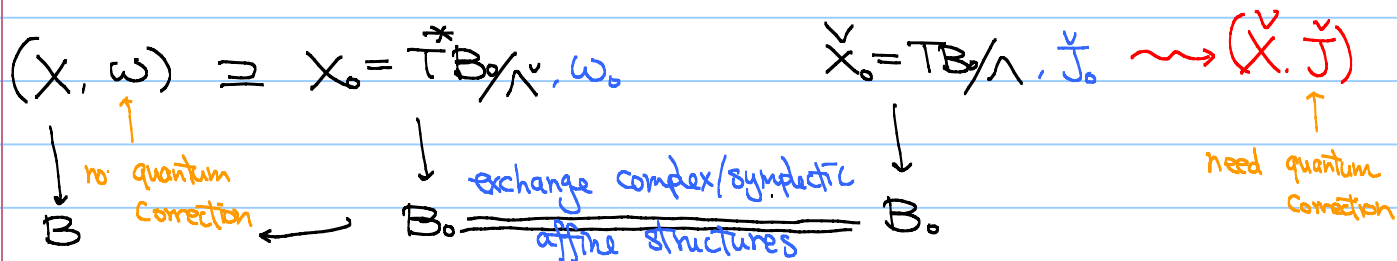 (X, ω) ⊇ X₀ = T*B₀/Λ^∨, ω₀
X̌₀ = TB₀/Λ, J̌₀ ⇝ (X̌, J̌)
no quantum
correction
exchange complex/symplectic
need quantum
correction
B ← B₀ = B₀
affine structures